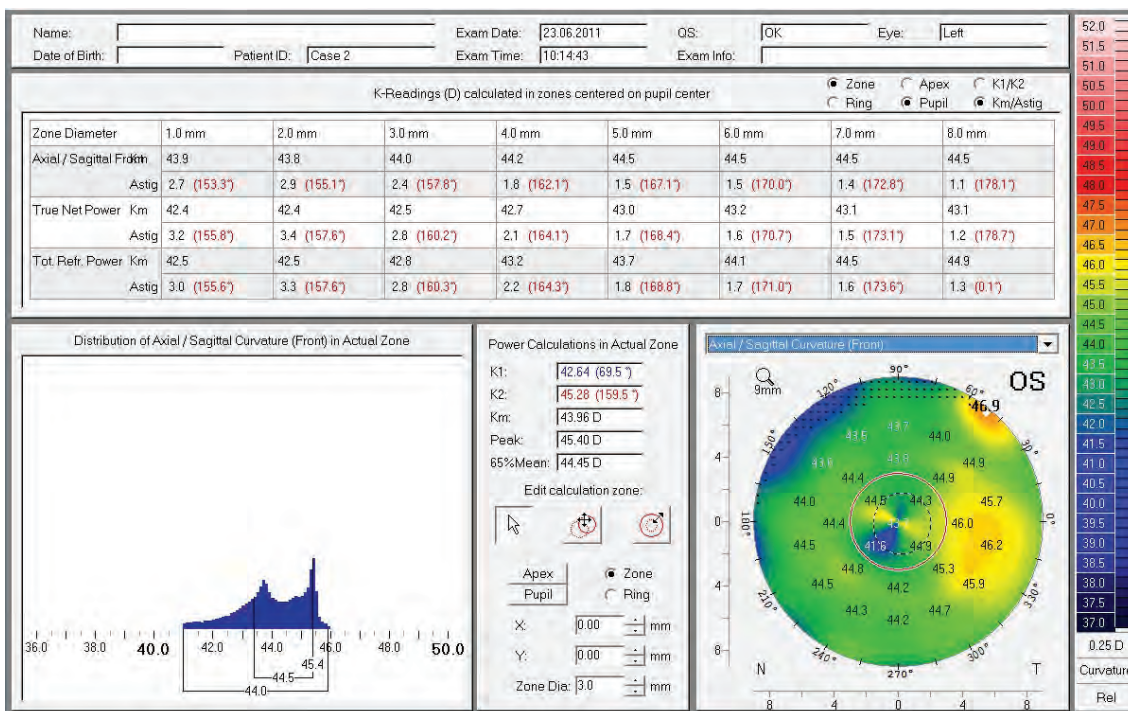 Name: Exam Date: 23.06.2011 QS: OK Eye: Left
Date of Birth: Patient ID: Case 2 Exam Time: 10:14:43 Exam Info:
K-Readings (D) calculated in zones centered on pupil center
Zone Apex K1/K2
Ring Pupil Km/Astig
Zone Diameter 1.0 mm 2.0 mm 3.0 mm 4.0 mm 5.0 mm 6.0 mm 7.0 mm 8.0 mm
Axial / Sagittal Front Km 43.9 43.8 44.0 44.2 44.5 44.5 44.5 44.5
Astig 2.7 (153.3°) 2.9 (155.1°) 2.4 (157.8°) 1.8 (162.1°) 1.5 (167.1°) 1.5 (170.0°) 1.4 (172.8°) 1.1 (178.1°)
True Net Power Km 42.4 42.4 42.5 42.7 43.0 43.2 43.1 43.1
Astig 3.2 (155.8°) 3.4 (157.6°) 2.8 (160.2°) 2.1 (164.1°) 1.7 (168.4°) 1.6 (170.7°) 1.5 (173.1°) 1.2 (178.7°)
Tot. Refr. Power Km 42.5 42.5 42.8 43.2 43.7 44.1 44.5 44.9
Astig 3.0 (155.6°) 3.3 (157.6°) 2.8 (160.3°) 2.2 (164.3°) 1.8 (168.8°) 1.7 (171.0°) 1.6 (173.6°) 1.3 (0.1°)
Distribution of Axial / Sagittal Curvature (Front) in Actual Zone
36.0 38.0 40.0 42.0 44.0 46.0 48.0 50.0
45.4
44.5
44.0
Power Calculations in Actual Zone
K1: 42.64 (69.5 °)
K2: 45.28 (159.5 °)
Km: 43.96 D
Peak: 45.40 D
65%Mean: 44.45 D
Edit calculation zone:
Apex Zone
Pupil Ring
X: 0.00 mm
Y: 0.00 mm
Zone Dia: 3.0 mm
Axial / Sagittal Curvature (Front)
9mm
OS
90°
120° 60°
150° 30°
180° 0°
210° 330°
240° 300°
270°
8
4
0
4
8
46.9
44.0
44.4 44.9
44.0 44.3 45.7
44.4 46.0
44.5 41.6 44.9 46.2
44.8 45.3
44.5 44.2 45.9
44.3 44.2 44.7
N T
8 4 0 4 8
52.0
51.5
51.0
50.5
50.0
49.5
49.0
48.5
48.0
47.5
47.0
46.5
46.0
45.5
45.0
44.5
44.0
43.5
43.0
42.5
42.0
41.5
41.0
40.5
40.0
39.5
39.0
38.5
38.0
37.5
37.0
0.25 D
Curvature
Rel